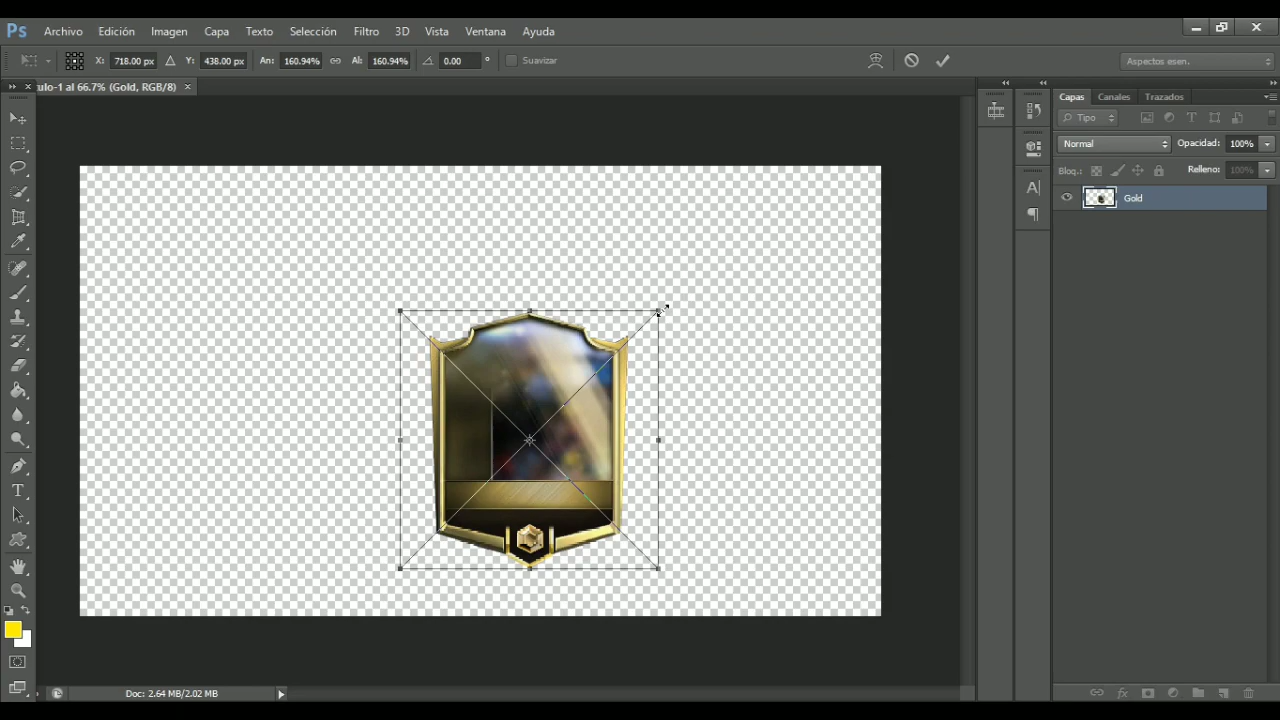 Ps Archivo Edición Imagen Capa Texto Selección Filtro 3D Vista Ventana Ayuda
X: 718.00 px Y: 438.00 px An: 160.94% Al: 160.94% 0.00 ° Suavizar Aspectos esen.
ulo-1 al 66.7% (Gold, RGB/8) ×
Capas Canales Trazados
Tipo
Normal Opacidad: 100%
Bloq.: Relleno: 100%
Gold
Doc: 2.64 MB/2.02 MB